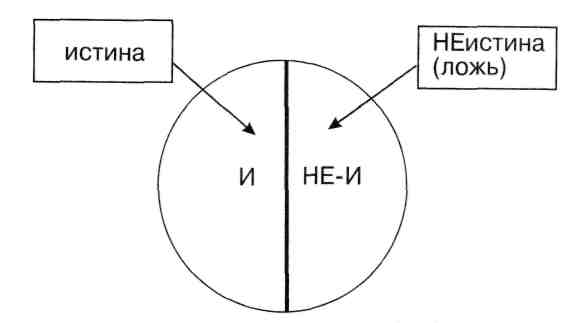 истина
НЕистина
(ложь)
И
НЕ-И